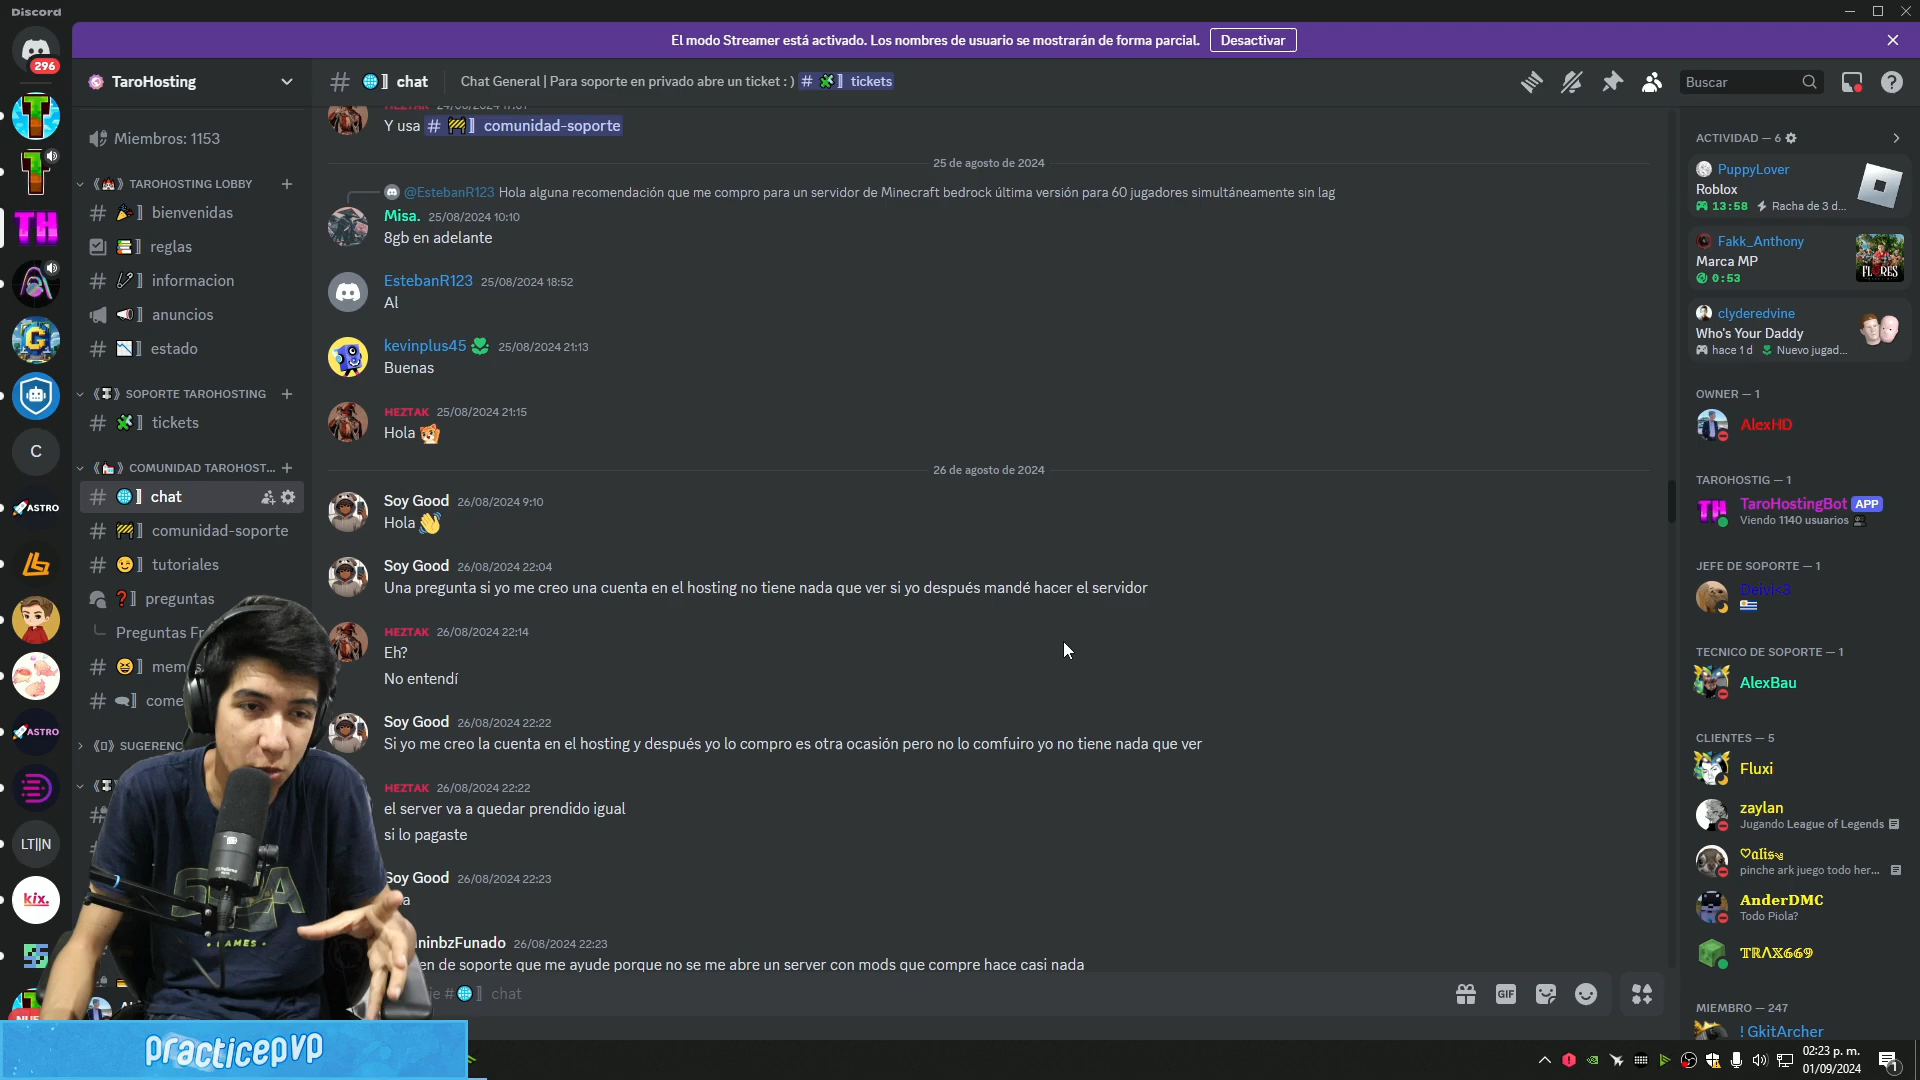 Discord
El modo Streamer está activado. Los nombres de usuario se mostrarán de forma parcial.
Desactivar
296
TaroHosting
Miembros: 1153
TAROHOSTING LOBBY
bienvenidas
reglas
informacion
anuncios
estado
SOPORTE TAROHOSTING
tickets
COMUNIDAD TAROHOST...
chat
comunidad-soporte
tutoriales
preguntas
Preguntas Fr
mem
come
SUGERENC
TH
C
ASTRO
ASTRO
LT||N
kix.
chat
Chat General | Para soporte en privado abre un ticket : ) # tickets
Buscar
Y usa # comunidad-soporte
25 de agosto de 2024
@EstebanR123 Hola alguna recomendación que me compro para un servidor de Minecraft bedrock última versión para 60 jugadores simultáneamente sin lag
Misa. 25/08/2024 10:10
8gb en adelante
EstebanR123 25/08/2024 18:52
Al
kevinplus45 25/08/2024 21:13
Buenas
HEZTAK 25/08/2024 21:15
Hola
26 de agosto de 2024
Soy Good 26/08/2024 9:10
Hola 👋
Soy Good 26/08/2024 22:04
Una pregunta si yo me creo una cuenta en el hosting no tiene nada que ver si yo después mandé hacer el servidor
HEZTAK 26/08/2024 22:14
Eh?
No entendí
Soy Good 26/08/2024 22:22
Si yo me creo la cuenta en el hosting y después yo lo compro es otra ocasión pero no lo comfuiro yo no tiene nada que ver
HEZTAK 26/08/2024 22:22
el server va a quedar prendido igual
si lo pagaste
Soy Good 26/08/2024 22:23
ninbzFunado 26/08/2024 22:23
en de soporte que me ayude porque no se me abre un server con mods que compre hace casi nada
je # chat
GIF
ACTIVIDAD — 6
PuppyLover
Roblox
13:58 Racha de 3 d...
Fakk_Anthony
Marca MP
0:53
FLORES
clyderedvine
Who's Your Daddy
hace 1 d Nuevo jugad...
OWNER — 1
AlexHD
TAROHOSTIG — 1
TH
TaroHostingBot APP
Viendo 1140 usuarios
JEFE DE SOPORTE — 1
TECNICO DE SOPORTE — 1
AlexBau
CLIENTES — 5
Fluxi
zaylan
Jugando League of Legends
♡alis
pinche ark juego todo her...
AnderDMC
Todo Piola?
TRΛX669
MIEMBRO — 247
! GkitArcher
GAMES
practicepvp
02:23 p. m.
01/09/2024
1